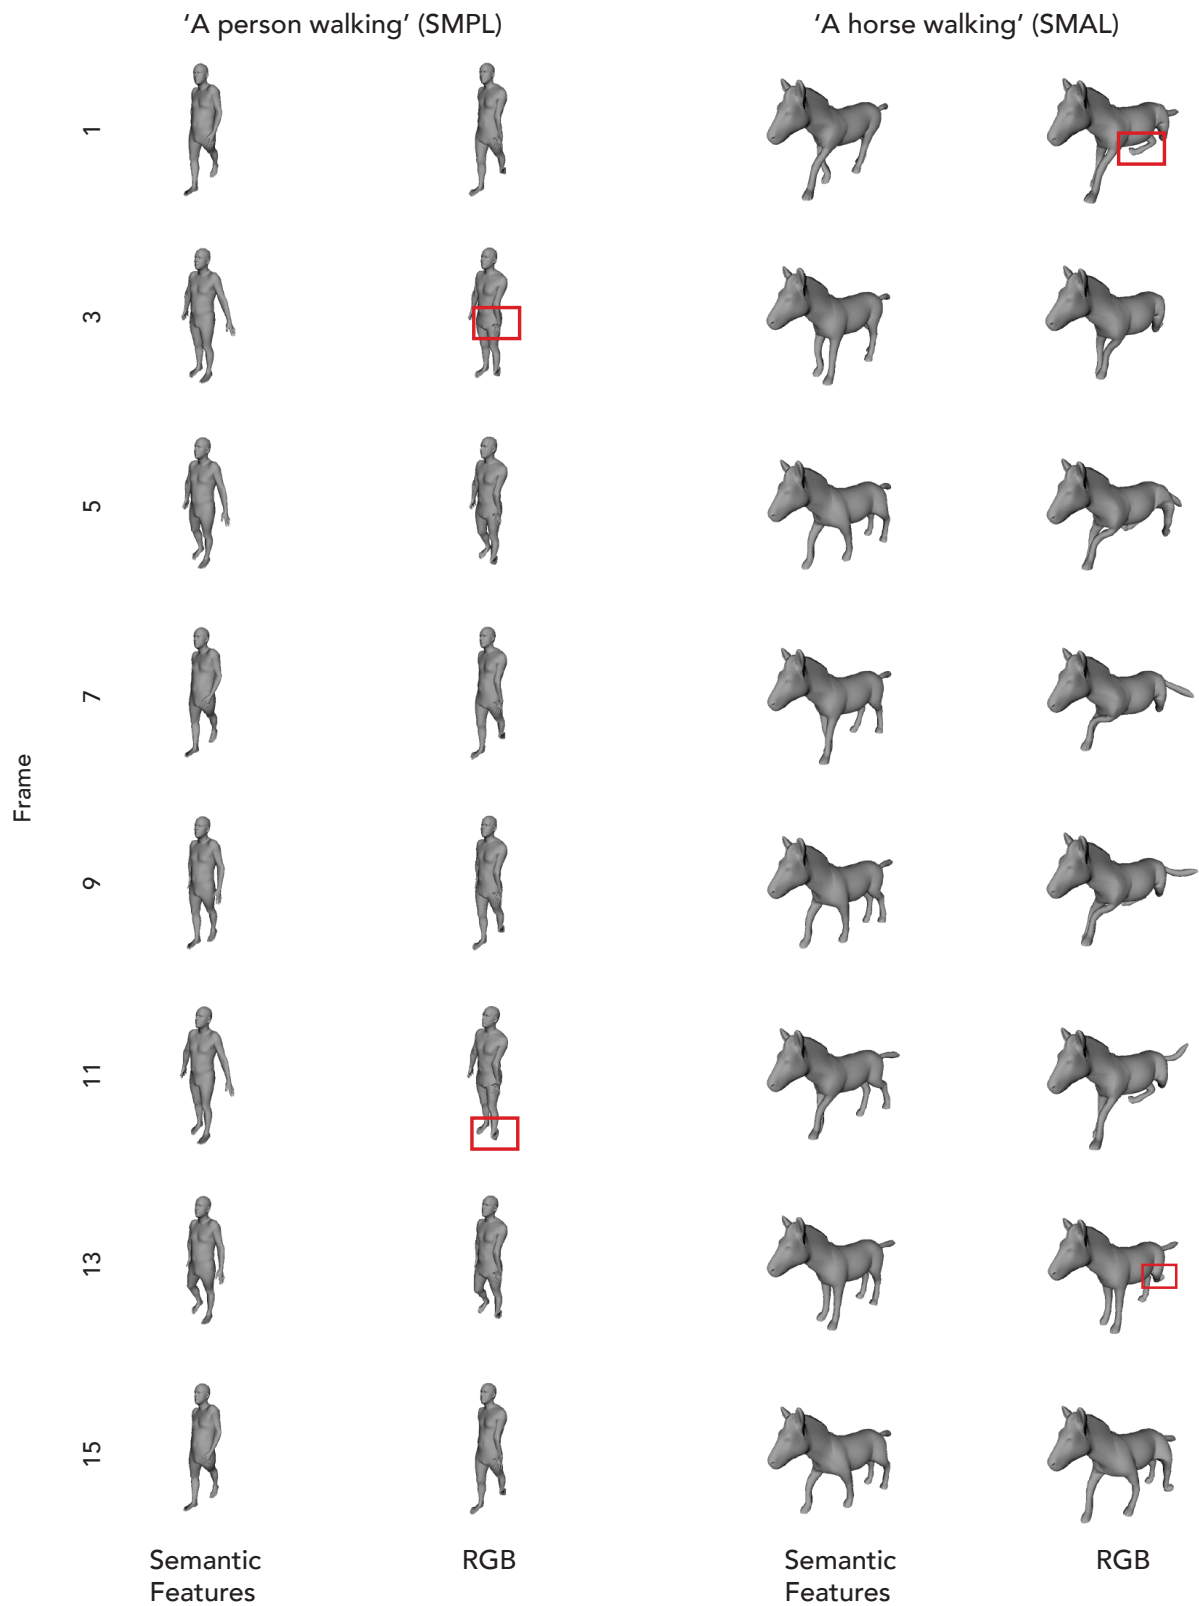 'A person walking' (SMPL)
'A horse walking' (SMAL)
1
3
5
7
Frame
9
11
13
15
Semantic
Features
RGB
Semantic
Features
RGB